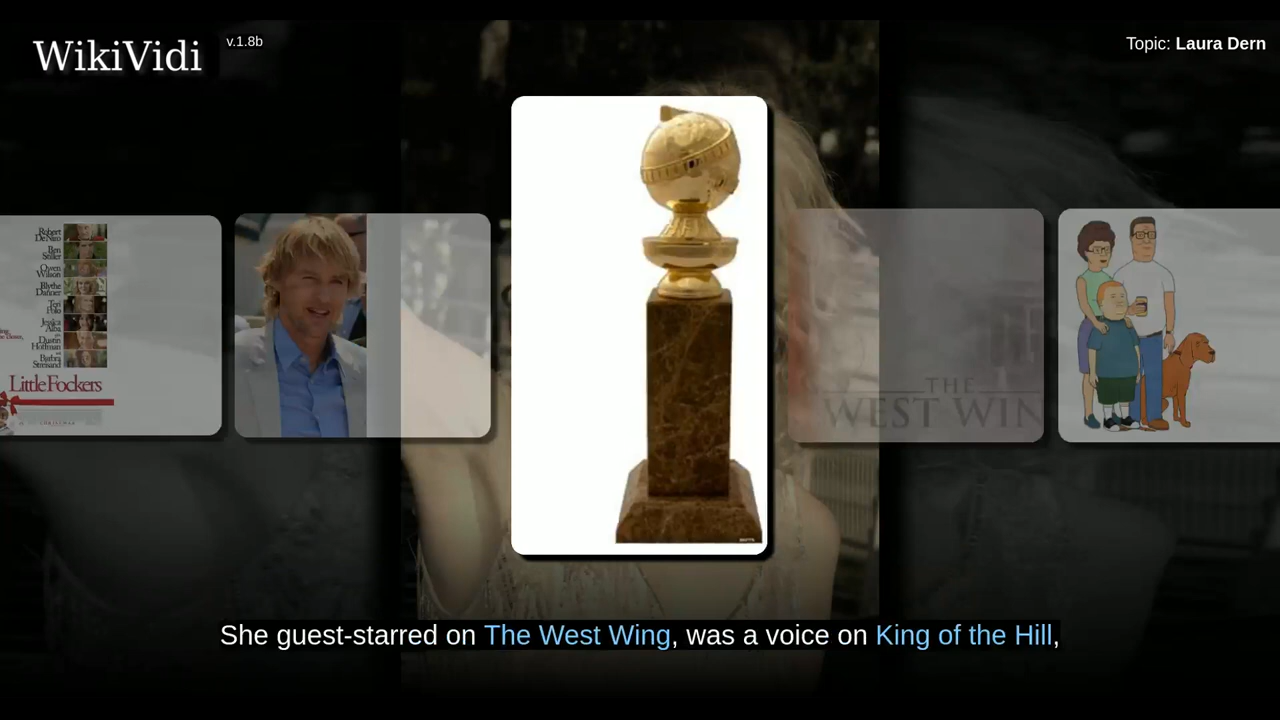 WikiVidi
v.1.8b
Topic: Laura Dern
Robert
DeNiro
Ben
Stiller
Owen
Wilson
Blythe
Danner
Teri
Polo
Jessica
Alba
Dustin
Hoffman
Barbra
Streisand
Little Fockers
THE
WEST WIN
She guest-starred on The West Wing, was a voice on King of the Hill,